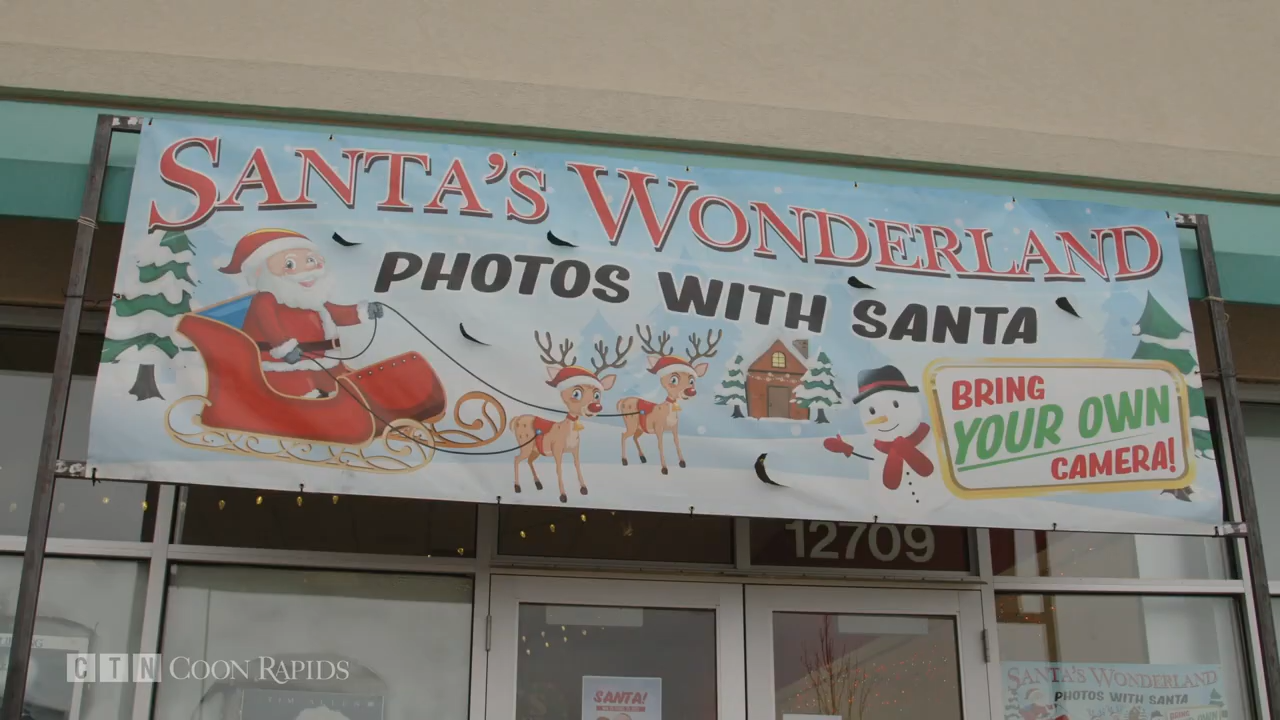 SANTA'S WONDERLAND
PHOTOS WITH SANTA
BRING
YOUR OWN
CAMERA!
12709
SANTA!
SANTA'S WONDERLAND
PHOTOS WITH SANTA
CTN COON RAPIDS